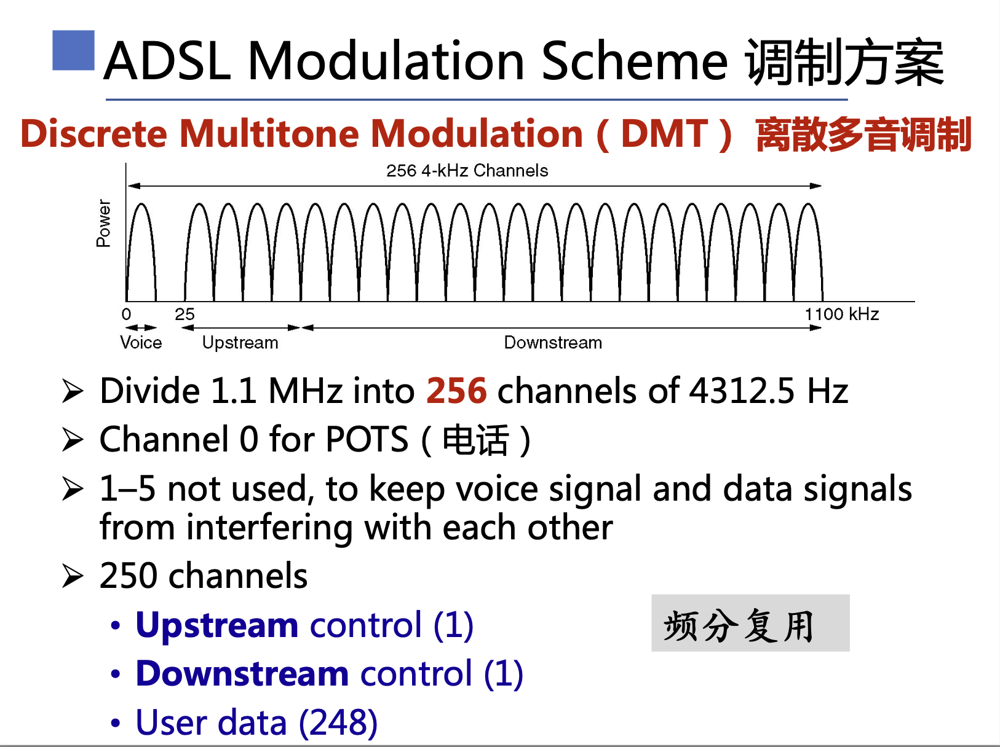 ADSL Modulation Scheme 调制方案
Discrete Multitone Modulation（DMT） 离散多音调制
256 4-kHz Channels
Power
0 25 1100 kHz
Voice Upstream Downstream
➢ Divide 1.1 MHz into 256 channels of 4312.5 Hz
➢ Channel 0 for POTS（电话）
➢ 1–5 not used, to keep voice signal and data signals
from interfering with each other
➢ 250 channels
• Upstream control (1)
频分复用
• Downstream control (1)
• User data (248)